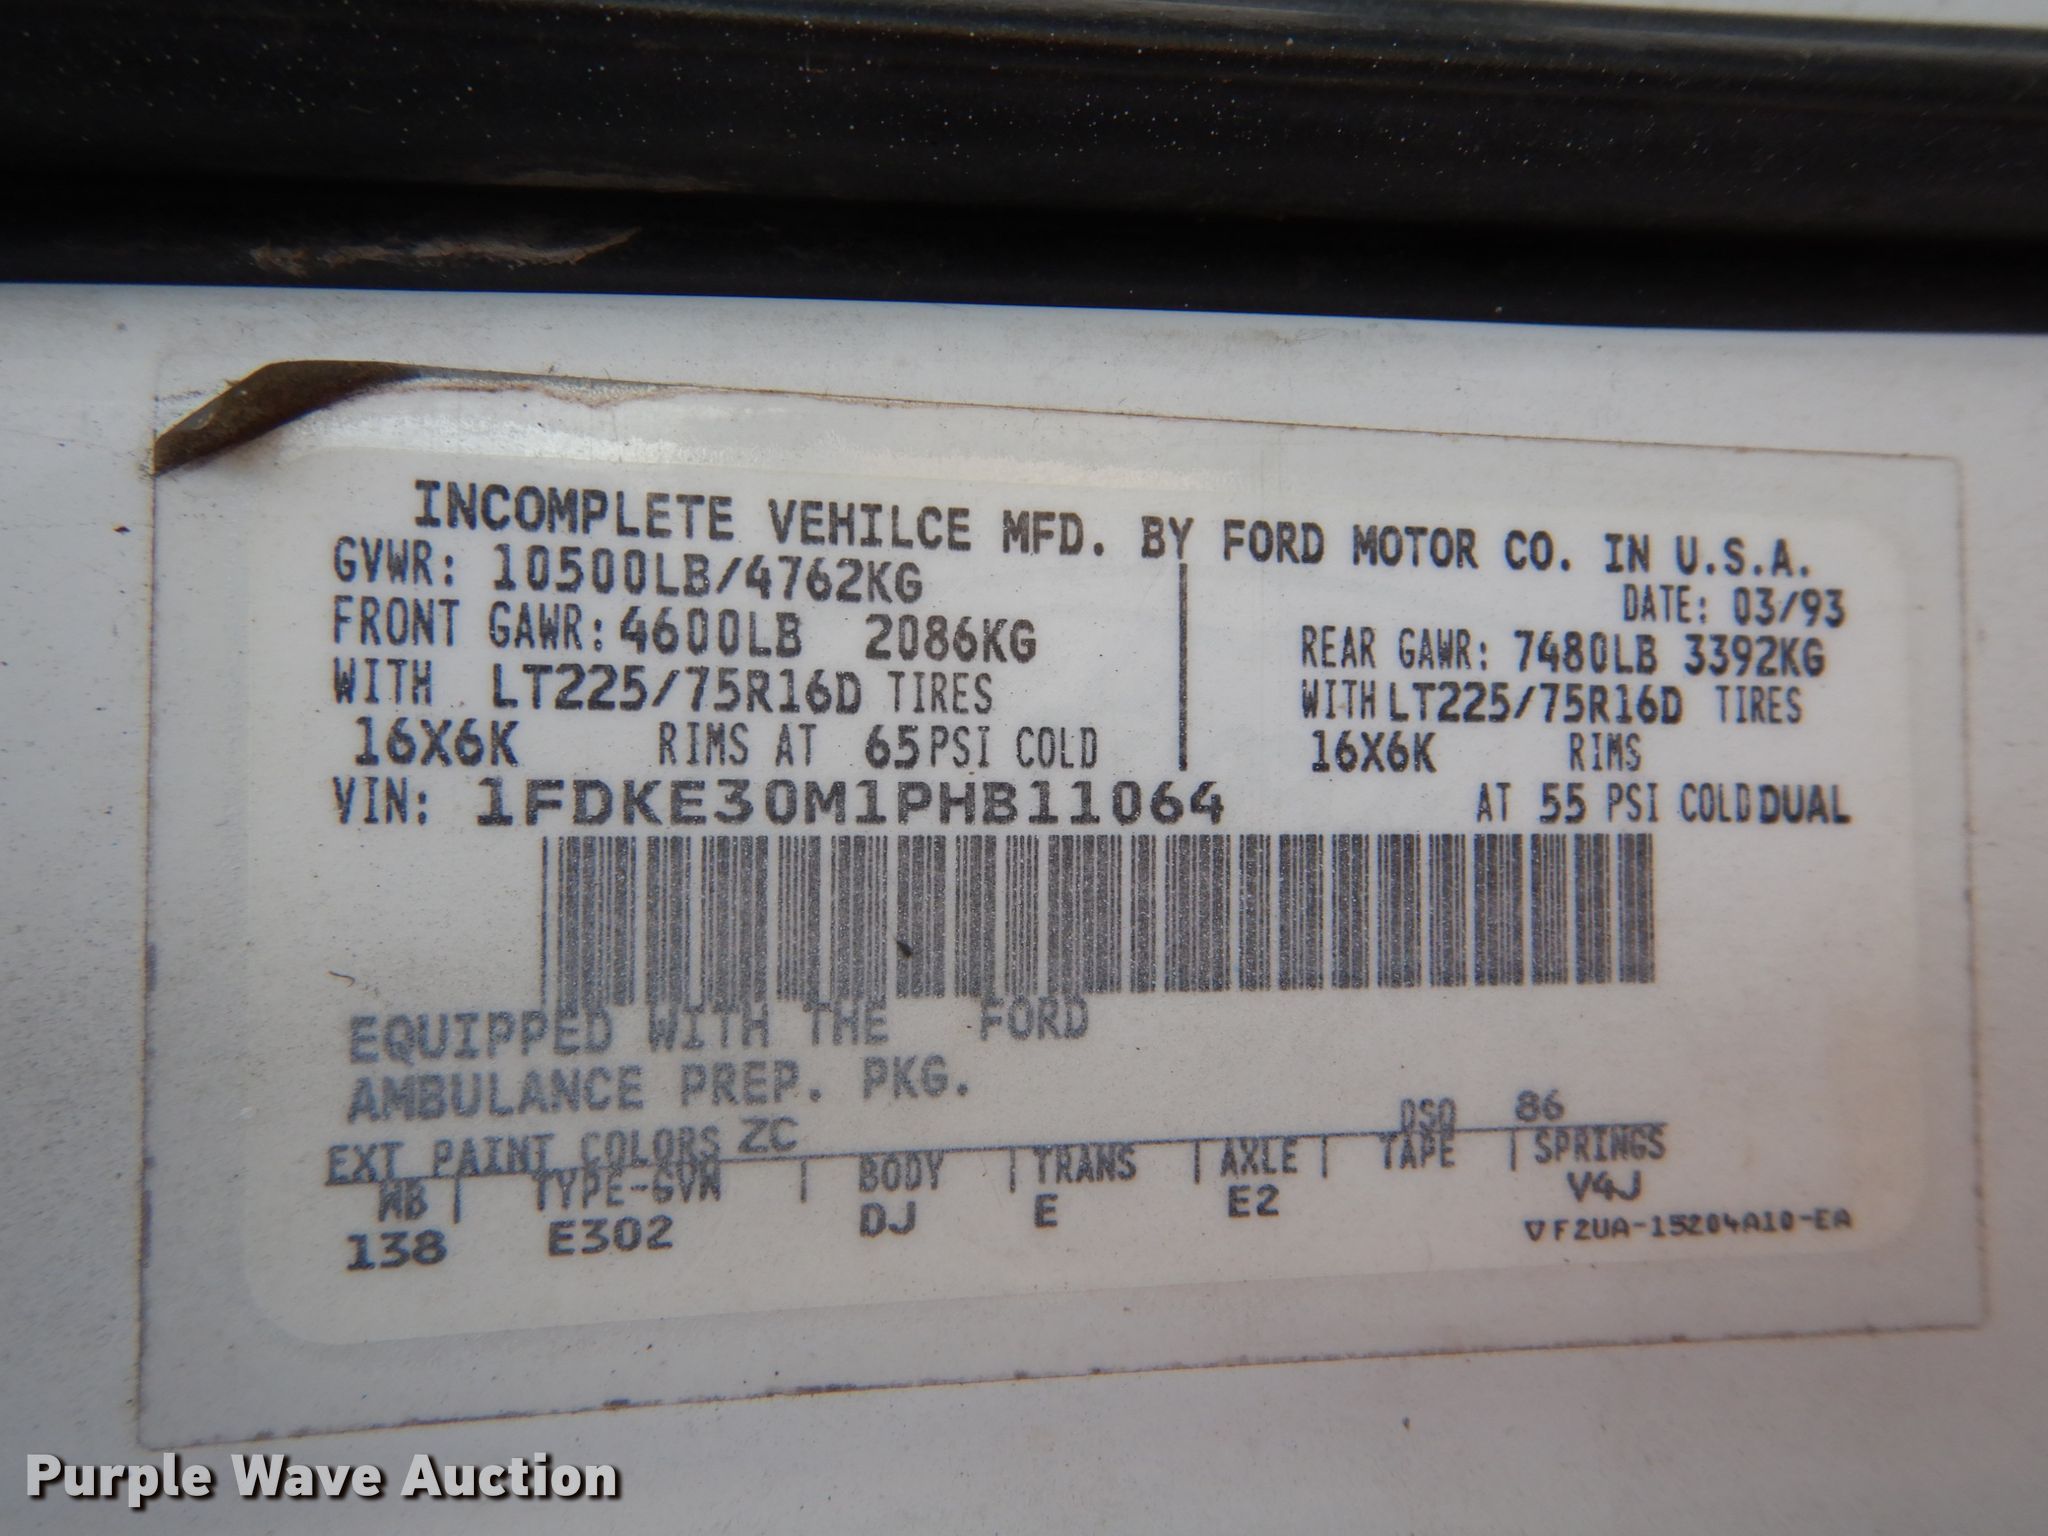 INCOMPLETE VEHILCE MFD. BY FORD MOTOR CO. IN U.S.A.
GVWR: 10500LB/4762KG
DATE: 03/93
FRONT GAWR: 4600LB 2086KG
REAR GAWR: 7480LB 3392KG
WITH LT225/75R16D TIRES
WITH LT225/75R16D TIRES
16X6K RIMS AT 65 PSI COLD
16X6K RIMS
VIN: 1FDKE30M1PHB11064
AT 55 PSI COLD DUAL
EQUIPPED WITH THE FORD
AMBULANCE PREP. PKG.
EXT PAINT COLORS ZC
DSO 86
WB | TYPE-GVW | BODY | TRANS | AXLE | TAPE | SPRINGS
138 E302 DJ E E2 V4J
▽F2UA-15204A10-EA
Purple Wave Auction